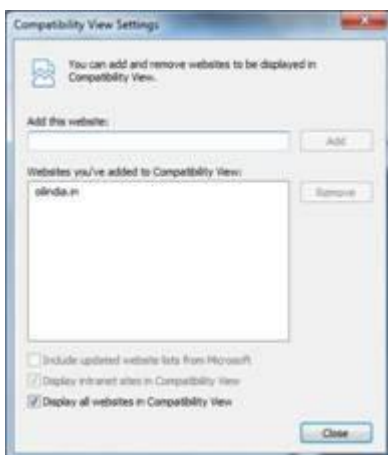 Compatibility View Settings
You can add and remove websites to be displayed in
Compatibility View.
Add this website:
Add
Websites you've added to Compatibility View:
oilindia.in
Remove
Include updated website lists from Microsoft
Display intranet sites in Compatibility View
Display all websites in Compatibility View
Close